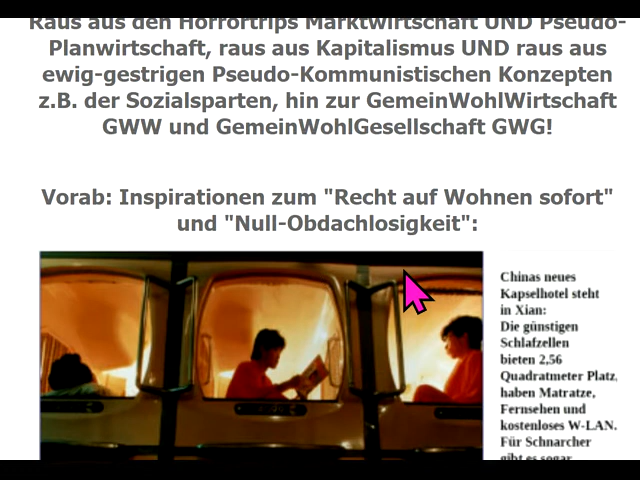 Raus aus den Horrortrips Marktwirtschaft UND Pseudo-
Planwirtschaft, raus aus Kapitalismus UND raus aus
ewig-gestrigen Pseudo-Kommunistischen Konzepten
z.B. der Sozialsparten, hin zur GemeinWohlWirtschaft
GWW und GemeinWohlGesellschaft GWG!
Vorab: Inspirationen zum "Recht auf Wohnen sofort"
und "Null-Obdachlosigkeit":
Chinas neues
Kapselhotel steht
in Xian:
Die günstigen
Schlafzellen
bieten 2,56
Quadratmeter Platz,
haben Matratze,
Fernsehen und
kostenloses W-LAN.
Für Schnarcher
gibt es sogar